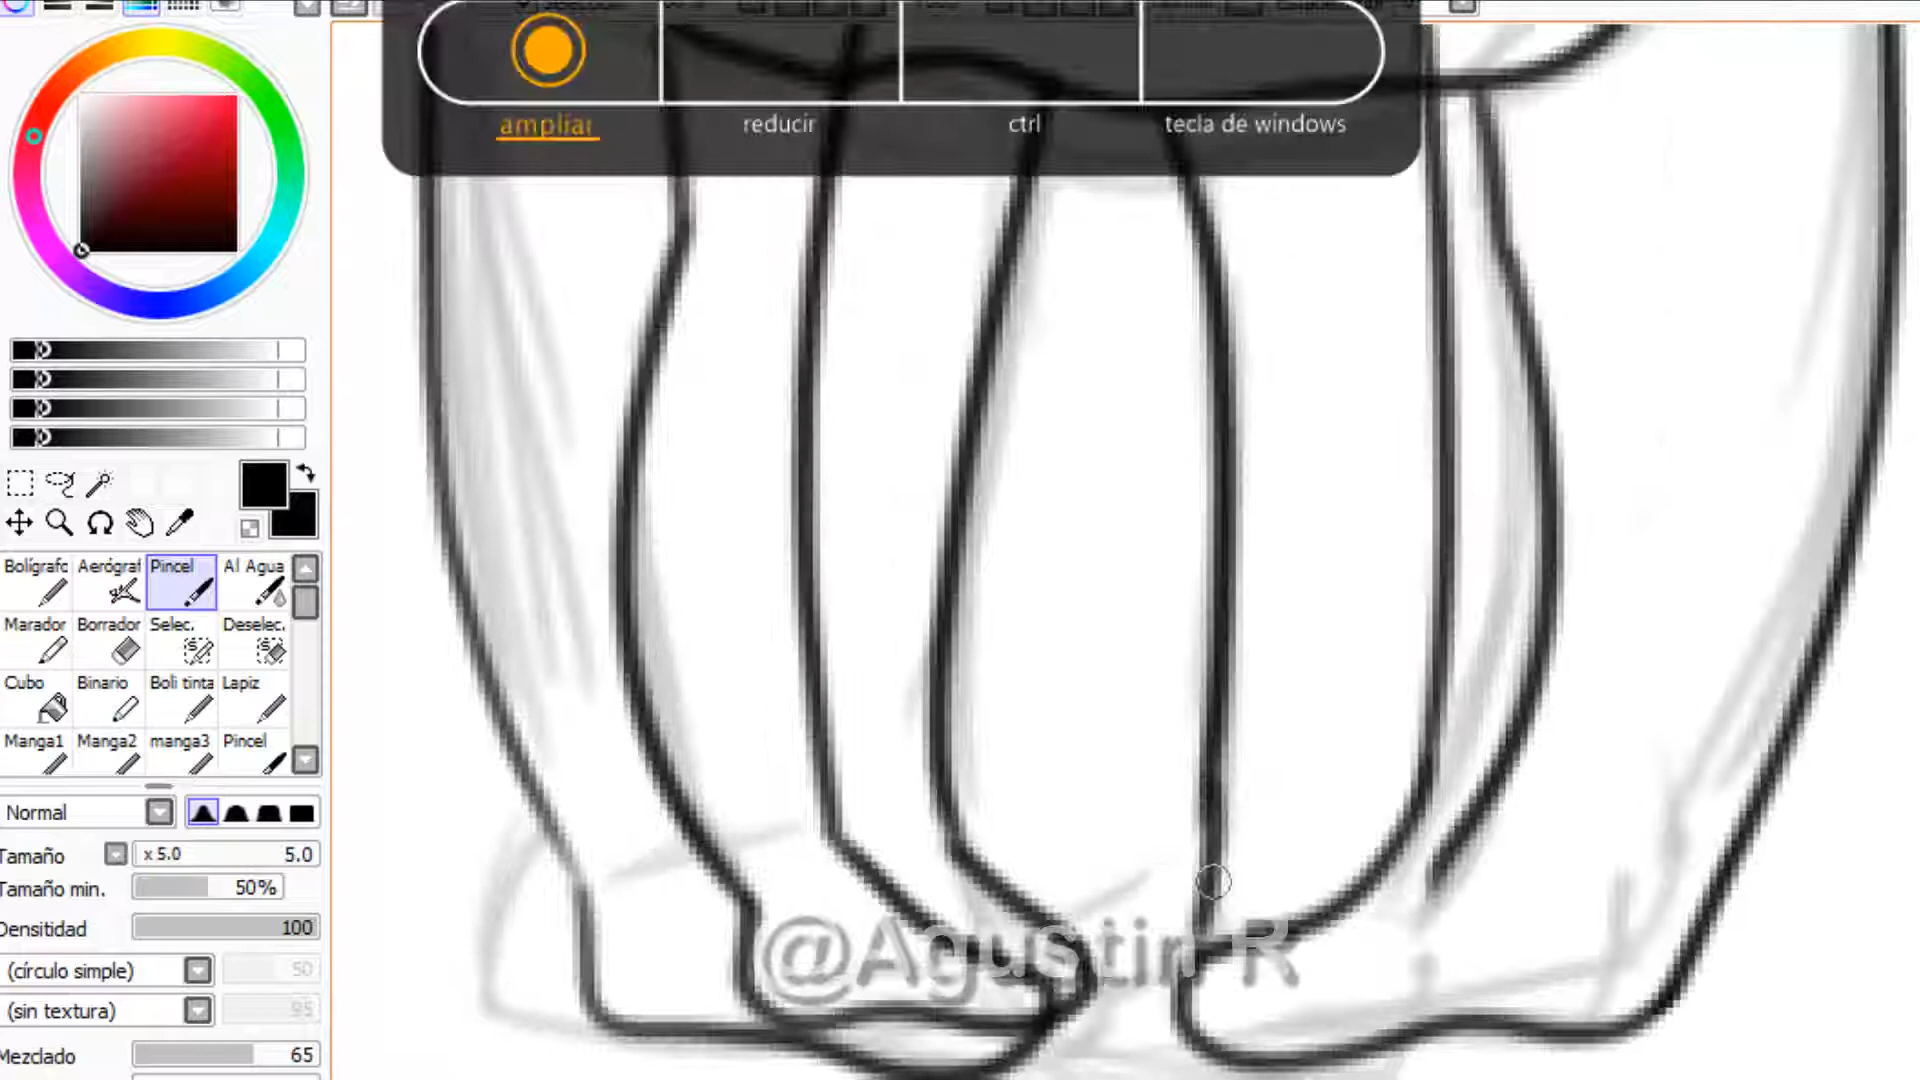 ampliar
reducir
ctrl
tecla de windows
Bolígrafc
Aerógraf
Pincel
Al Agua
Marador
Borrador
Selec.
Deselec.
Cubo
Binario
Boli tinta
Lapiz
Manga1
Manga2
manga3
Pincel
Normal
Tamaño
x 5.0
5.0
Tamaño min.
50%
Densitidad
100
(círculo simple)
50
(sin textura)
95
Mezclado
65
@Agustin R